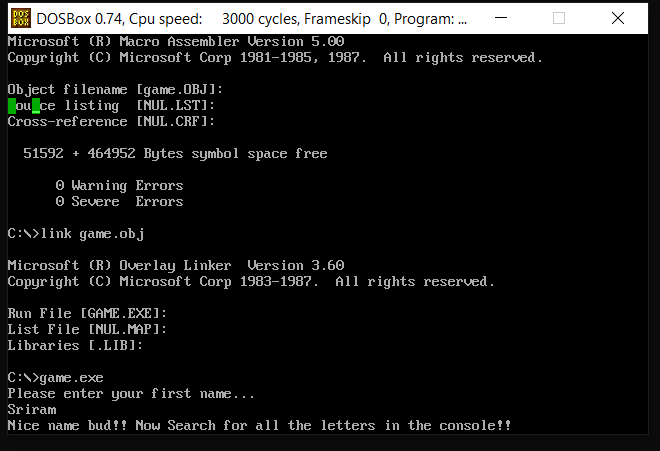 DOS BOX DOSBox 0.74, Cpu speed: 3000 cycles, Frameskip 0, Program: ...
Microsoft (R) Macro Assembler Version 5.00
Copyright (C) Microsoft Corp 1981-1985, 1987. All rights reserved.
Object filename [game.OBJ]:
ou ce listing [NUL.LST]:
Cross-reference [NUL.CRF]:
51592 + 464952 Bytes symbol space free
0 Warning Errors
0 Severe Errors
C:\>link game.obj
Microsoft (R) Overlay Linker Version 3.60
Copyright (C) Microsoft Corp 1983-1987. All rights reserved.
Run File [GAME.EXE]:
List File [NUL.MAP]:
Libraries [.LIB]:
C:\>game.exe
Please enter your first name...
Sriram
Nice name bud!! Now Search for all the letters in the console!!